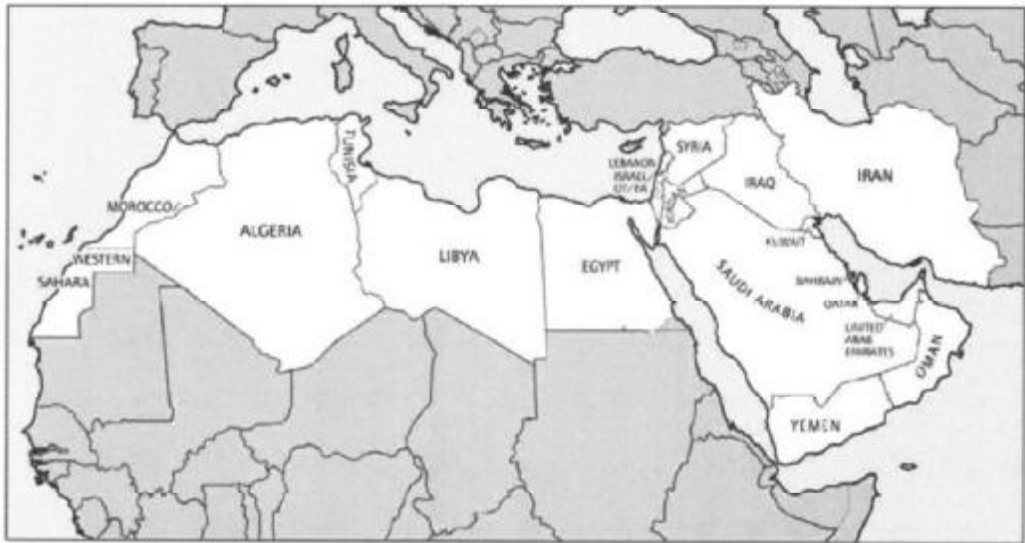 TUNISIA
MOROCCO
ALGERIA
LIBYA
EGYPT
WESTERN
SAHARA
LEBANON
ISRAEL/
SYRIA
IRAQ
IRAN
KUWAIT
SAUDI ARABIA
BAHRAIN
QATAR
UNITED
ARAB
EMIRATES
OMAN
YEMEN